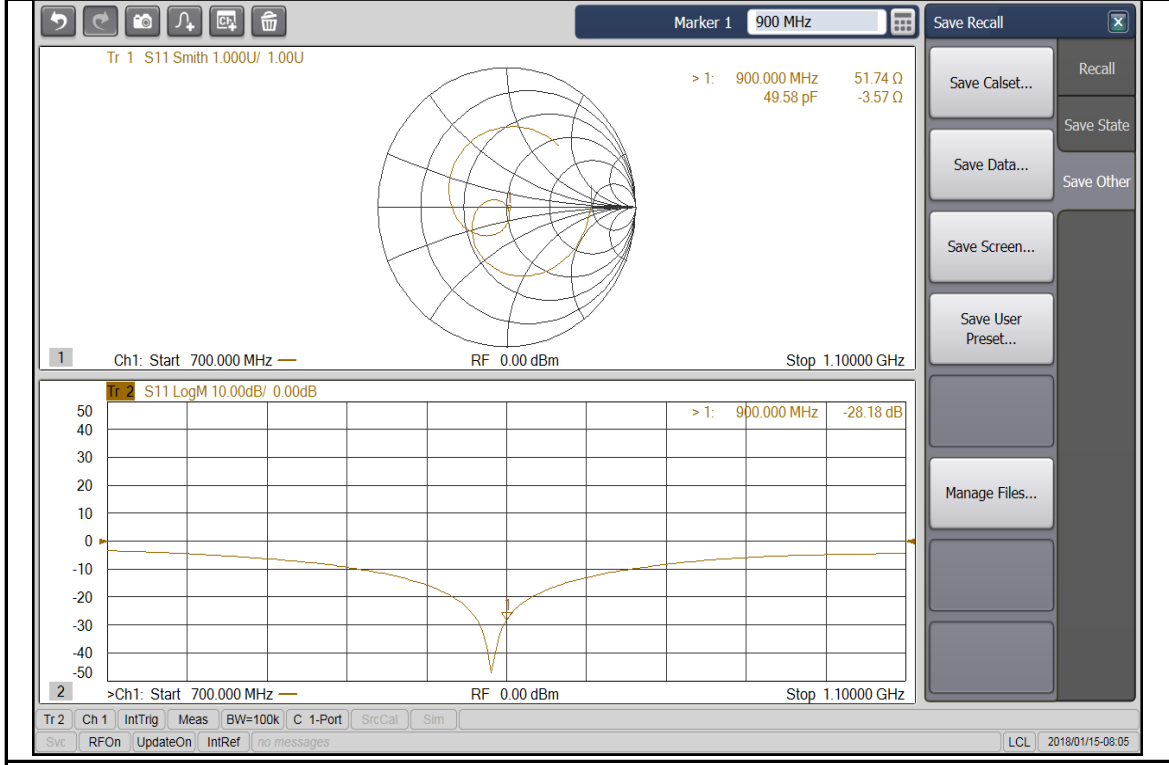 Marker 1 900 MHz
Save Recall
Tr 1 S11 Smith 1.000U/ 1.00U
> 1: 900.000 MHz 51.74 Ω
49.58 pF -3.57 Ω
1
Ch1: Start 700.000 MHz — RF 0.00 dBm Stop 1.10000 GHz
Tr 2 S11 LogM 10.00dB/ 0.00dB
> 1: 900.000 MHz -28.18 dB
50
40
30
20
10
0
-10
-20
-30
-40
-50
1
2
>Ch1: Start 700.000 MHz — RF 0.00 dBm Stop 1.10000 GHz
Save Calset...
Save Data...
Save Screen...
Save User
Preset...
Manage Files...
Recall
Save State
Save Other
Tr 2 Ch 1 IntTrig Meas BW=100k C 1-Port SrcCal Sim
Svc RFOn UpdateOn IntRef no messages LCL 2018/01/15-08:05